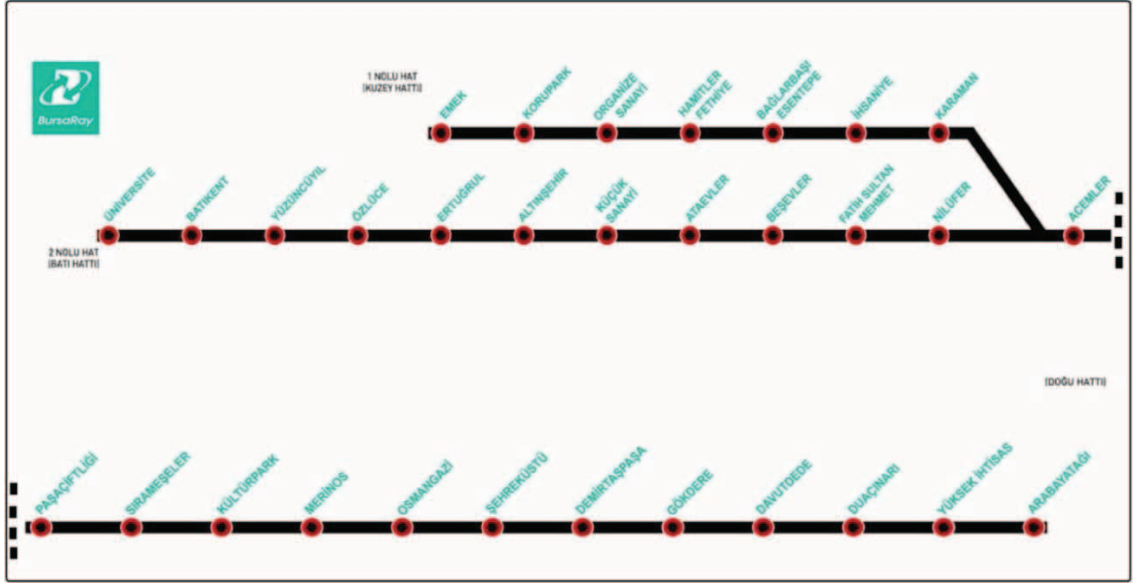 BursaRay
1 NOLU HAT
(KUZEY HATTI)
EMEK
KORUPARK
ORGANİZE
SANAYİ
HAMİTLER
FETHİYE
BAĞLARBAŞI
ESENTEPE
İHSANİYE
KARAMAN
ÜNİVERSİTE
BATIKENT
YÜZÜNCÜYIL
ÖZLÜCE
ERTUĞRUL
ALTINŞEHİR
KÜÇÜK
SANAYİ
ATAEVLER
BEŞEVLER
FATİH SULTAN
MEHMET
NİLÜFER
ACEMLER
2 NOLU HAT
(BATI HATTI)
(DOĞU HATTI)
PAŞAÇİFTLİĞİ
SIRAMEŞELER
KÜLTÜRPARK
MERİNOS
OSMANGAZİ
ŞEHREKÜSTÜ
DEMİRTAŞPAŞA
GÖKDERE
DAVUTDEDE
DUAÇINARI
YÜKSEK İHTİSAS
ARABAYATAĞI